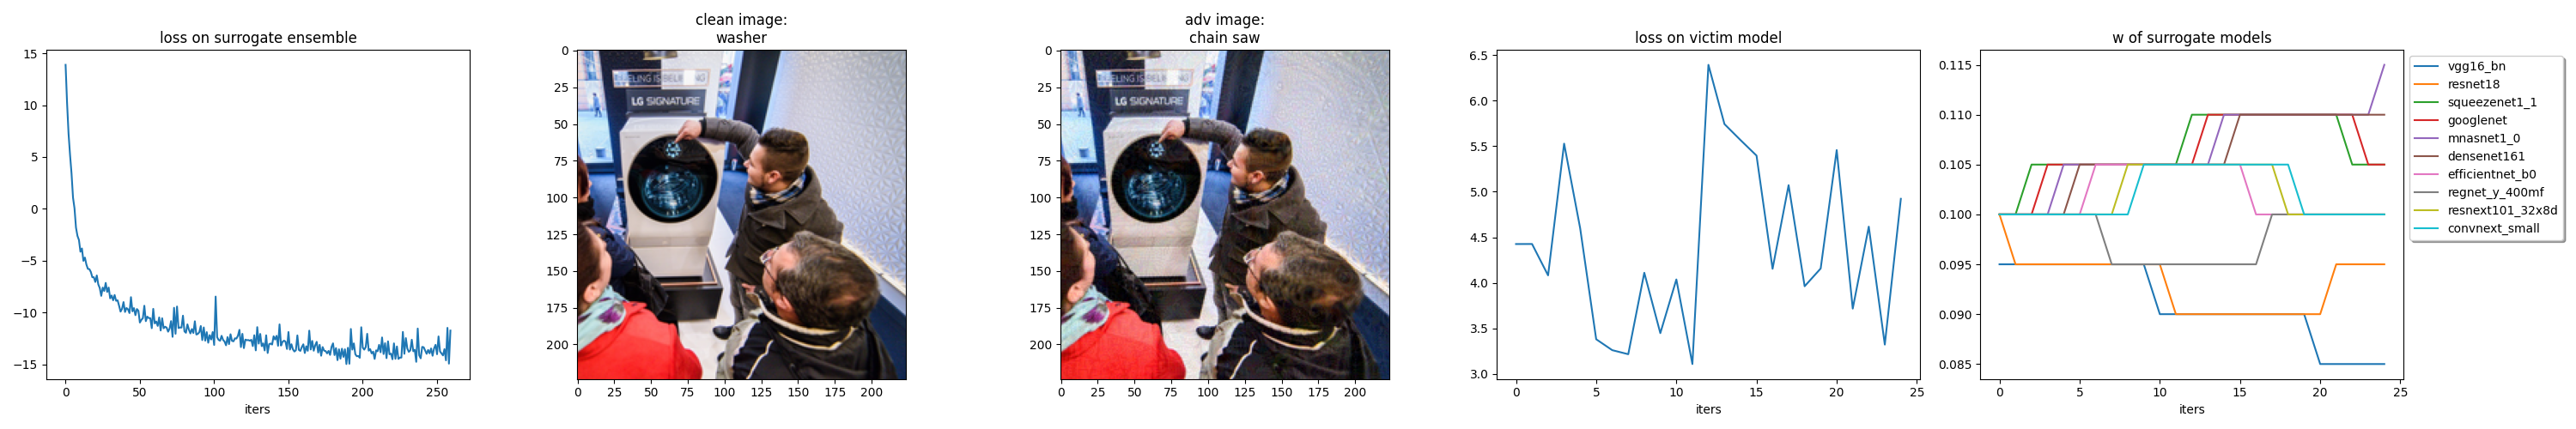 loss on surrogate ensemble
15
10
5
0
−5
−10
−15
0 50 100 150 200 250
iters
clean image:
washer
0
25
50
75
100
125
150
175
200
0 25 50 75 100 125 150 175 200
LG SIGNATURE
adv image:
chain saw
0
25
50
75
100
125
150
175
200
0 25 50 75 100 125 150 175 200
LG SIGNATURE
loss on victim model
6.5
6.0
5.5
5.0
4.5
4.0
3.5
3.0
0 5 10 15 20 25
iters
w of surrogate models
0.115
0.110
0.105
0.100
0.095
0.090
0.085
0 5 10 15 20 25
iters
vgg16_bn
resnet18
squeezenet1_1
googlenet
mnasnet1_0
densenet161
efficientnet_b0
regnet_y_400mf
resnext101_32x8d
convnext_small